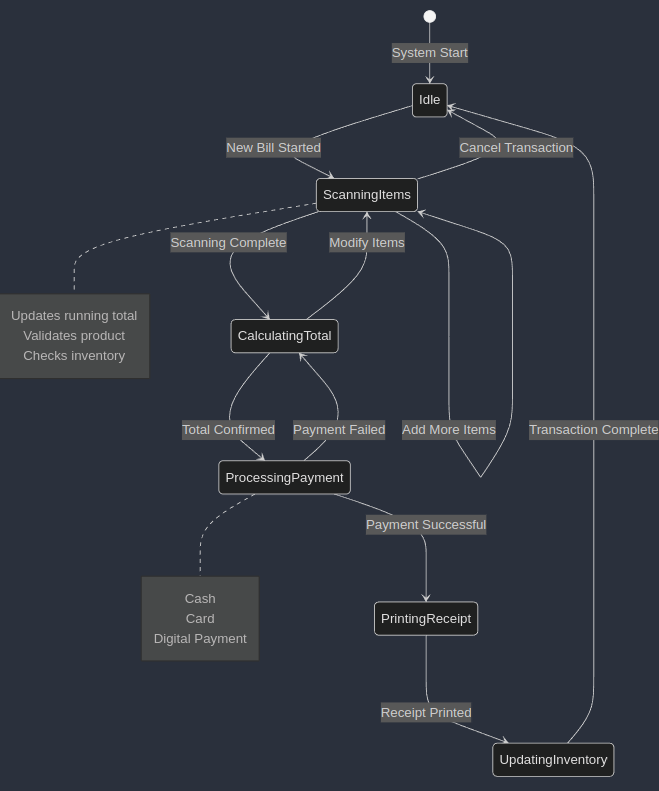 System Start
Idle
New Bill Started
Cancel Transaction
ScanningItems
Scanning Complete
Modify Items
Updates running total
Validates product
Checks inventory
CalculatingTotal
Total Confirmed
Payment Failed
Add More Items
Transaction Complete
ProcessingPayment
Payment Successful
Cash
Card
Digital Payment
PrintingReceipt
Receipt Printed
UpdatingInventory